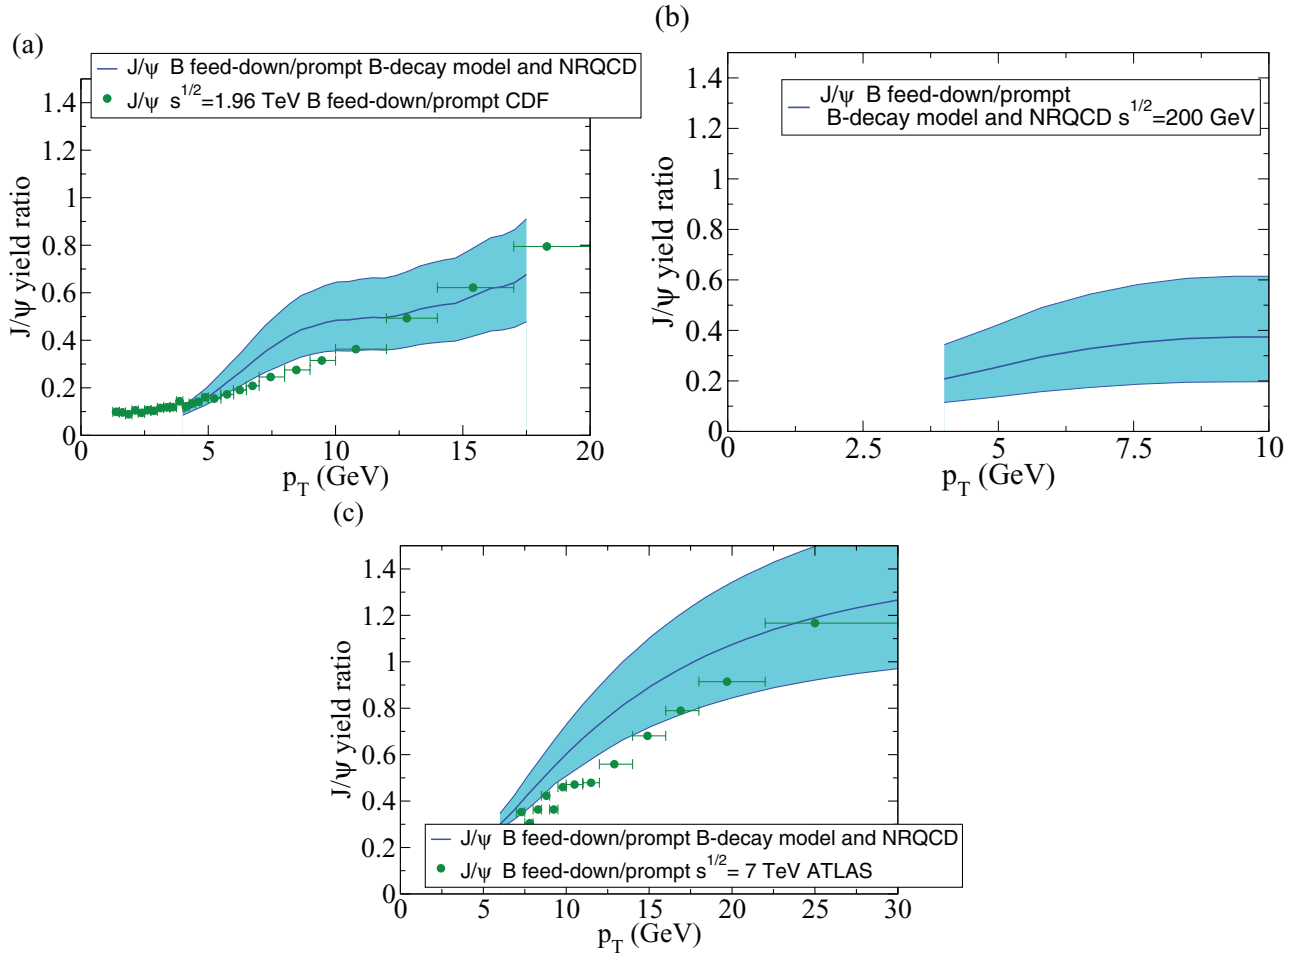 (a)
J/ψ B feed-down/prompt B-decay model and NRQCD
J/ψ s^1/2=1.96 TeV B feed-down/prompt CDF
1.4
1.2
1
0.8
0.6
0.4
0.2
0
J/ψ yield ratio
0 5 10 15 20
p_T (GeV)
(b)
J/ψ B feed-down/prompt
B-decay model and NRQCD s^1/2=200 GeV
1.4
1.2
1
0.8
0.6
0.4
0.2
0
J/ψ yield ratio
0 2.5 5 7.5 10
p_T (GeV)
(c)
1.4
1.2
1
0.8
0.6
0.4
0.2
0
J/ψ yield ratio
J/ψ B feed-down/prompt B-decay model and NRQCD
J/ψ B feed-down/prompt s^1/2= 7 TeV ATLAS
0 5 10 15 20 25 30
p_T (GeV)